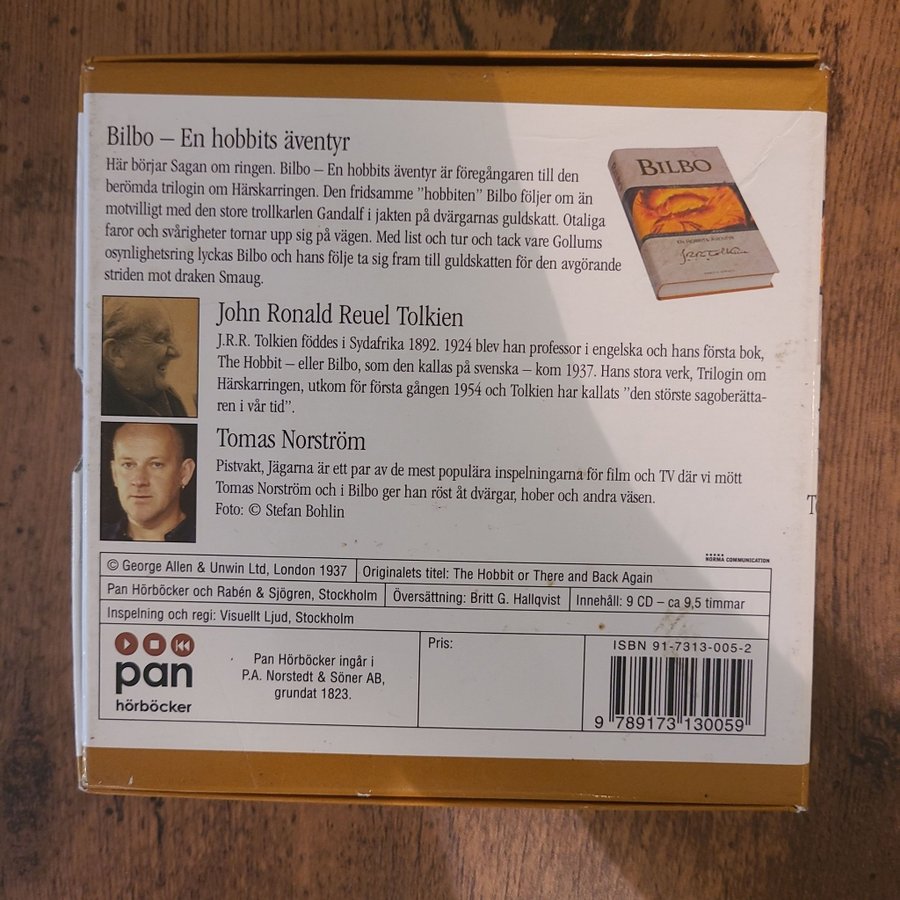 Bilbo – En hobbits äventyr
Här börjar Sagan om ringen. Bilbo – En hobbits äventyr är föregångaren till den
berömda trilogin om Härskarringen. Den fridsamme ”hobbiten” Bilbo följer om än
motvilligt med den store trollkarlen Gandalf i jakten på dvärgarnas guldskatt. Otaliga
faror och svårigheter tornar upp sig på vägen. Med list och tur och tack vare Gollums
osynlighetsring lyckas Bilbo och hans följe ta sig fram till guldskatten för den avgörande
striden mot draken Smaug.
BILBO
EN HOBBITS ÄVENTYR
J.R.R. Tolkien
John Ronald Reuel Tolkien
J.R.R. Tolkien föddes i Sydafrika 1892. 1924 blev han professor i engelska och hans första bok,
The Hobbit – eller Bilbo, som den kallas på svenska – kom 1937. Hans stora verk, Trilogin om
Härskarringen, utkom för första gången 1954 och Tolkien har kallats ”den störste sagoberätta-
ren i vår tid”.
Tomas Norström
Pistvakt, Jägarna är ett par av de mest populära inspelningarna för film och TV där vi mött
Tomas Norström och i Bilbo ger han röst åt dvärgar, hober och andra väsen.
Foto: © Stefan Bohlin
NORMA COMMUNICATION
© George Allen & Unwin Ltd, London 1937
Originalets titel: The Hobbit or There and Back Again
Pan Hörböcker och Rabén & Sjögren, Stockholm
Översättning: Britt G. Hallqvist
Innehåll: 9 CD – ca 9,5 timmar
Inspelning och regi: Visuellt Ljud, Stockholm
pan
hörböcker
Pan Hörböcker ingår i
P.A. Norstedt & Söner AB,
grundat 1823.
Pris:
ISBN 91-7313-005-2
9 789173 130059